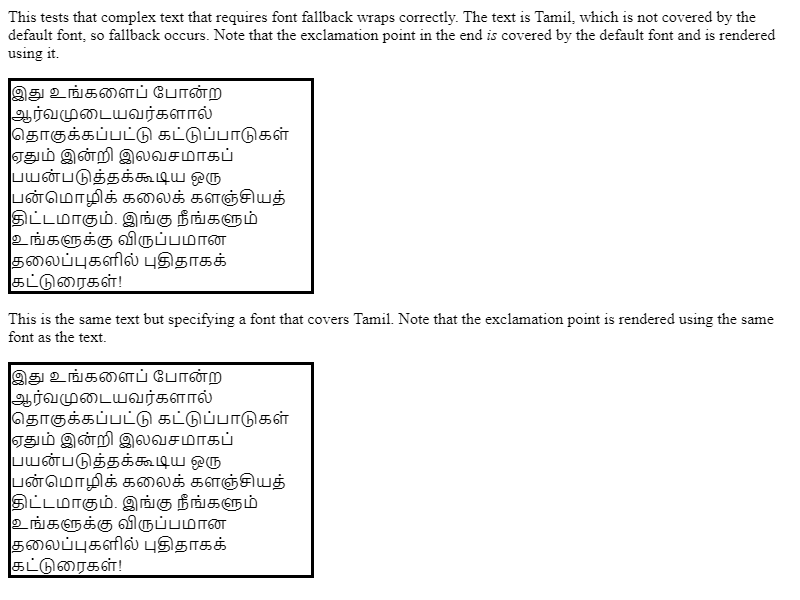 This tests that complex text that requires font fallback wraps correctly. The text is Tamil, which is not covered by the
default font, so fallback occurs. Note that the exclamation point in the end is covered by the default font and is rendered
using it.
இது உங்களைப் போன்ற
ஆர்வமுடையவர்களால்
தொகுக்கப்பட்டு கட்டுப்பாடுகள்
ஏதும் இன்றி இலவசமாகப்
பயன்படுத்தக்கூடிய ஒரு
பன்மொழிக் கலைக் களஞ்சியத்
திட்டமாகும். இங்கு நீங்களும்
உங்களுக்கு விருப்பமான
தலைப்புகளில் புதிதாகக்
கட்டுரைகள்!
This is the same text but specifying a font that covers Tamil. Note that the exclamation point is rendered using the same
font as the text.
இது உங்களைப் போன்ற
ஆர்வமுடையவர்களால்
தொகுக்கப்பட்டு கட்டுப்பாடுகள்
ஏதும் இன்றி இலவசமாகப்
பயன்படுத்தக்கூடிய ஒரு
பன்மொழிக் கலைக் களஞ்சியத்
திட்டமாகும். இங்கு நீங்களும்
உங்களுக்கு விருப்பமான
தலைப்புகளில் புதிதாகக்
கட்டுரைகள்!